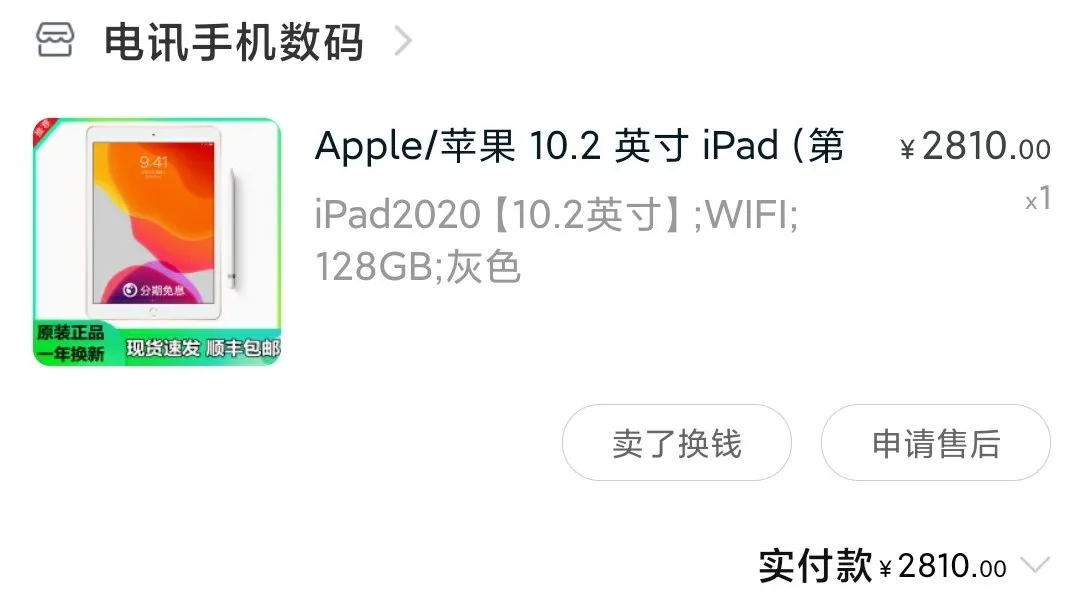 电讯手机数码
推荐
Apple/苹果 10.2 英寸 iPad (第
¥2810.00
iPad2020【10.2英寸】;WIFI;
x1
128GB;灰色
9:41
分期免息
原装正品
一年换新
现货速发 顺丰包邮
卖了换钱
申请售后
实付款 ¥2810.00